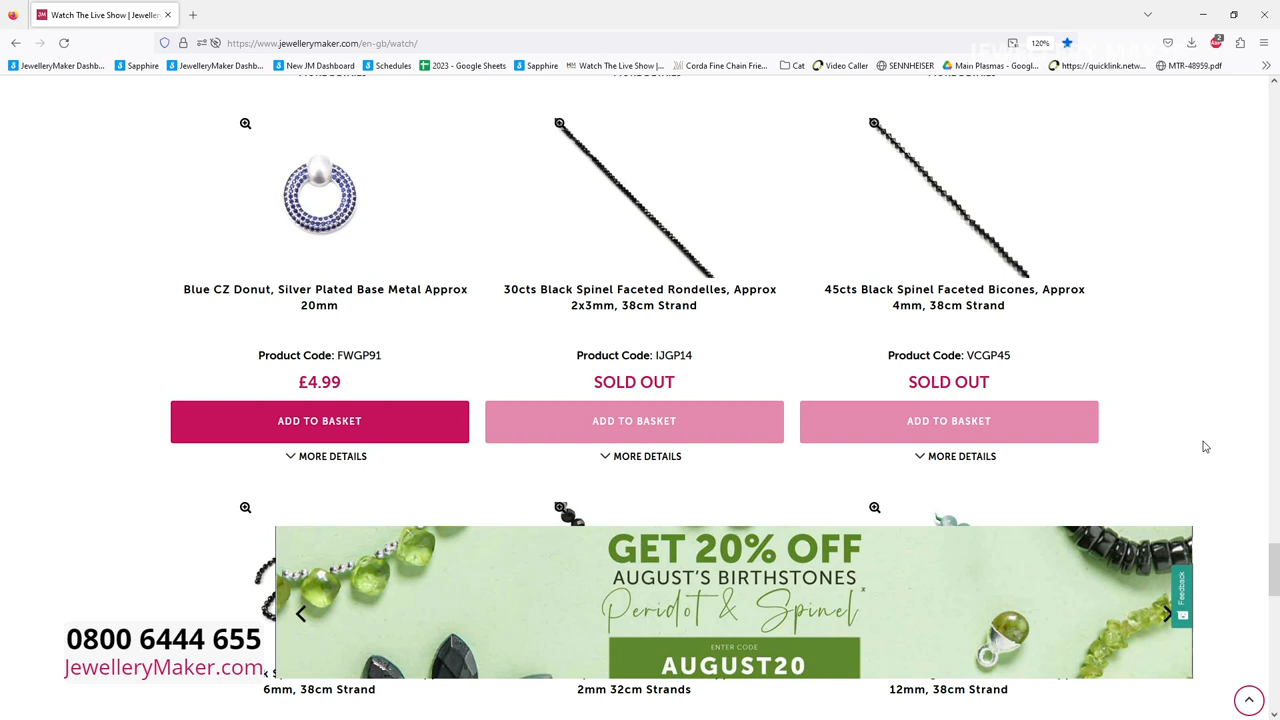 Watch The Live Show | Jeweller
https://www.jewellerymaker.com/en-gb/watch/
120%
2
JewelleryMaker Dashb...
Sapphire
JewelleryMaker Dashb...
New JM Dashboard
Schedules
2023 - Google Sheets
Sapphire
Watch The Live Show |...
Corda Fine Chain Frie...
Cat
Video Caller
SENNHEISER
Main Plasmas - Googl...
https://quicklink.netw...
MTR-48959.pdf
Blue CZ Donut, Silver Plated Base Metal Approx
20mm
Product Code: FWGP91
£4.99
ADD TO BASKET
MORE DETAILS
30cts Black Spinel Faceted Rondelles, Approx
2x3mm, 38cm Strand
Product Code: IJGP14
SOLD OUT
ADD TO BASKET
MORE DETAILS
45cts Black Spinel Faceted Bicones, Approx
4mm, 38cm Strand
Product Code: VCGP45
SOLD OUT
ADD TO BASKET
MORE DETAILS
GET 20% OFF
AUGUST'S BIRTHSTONES
Peridot & Spinel
ENTER CODE
AUGUST20
Feedback
0800 6444 655
JewelleryMaker.com
6mm, 38cm Strand
2mm 32cm Strands
12mm, 38cm Strand